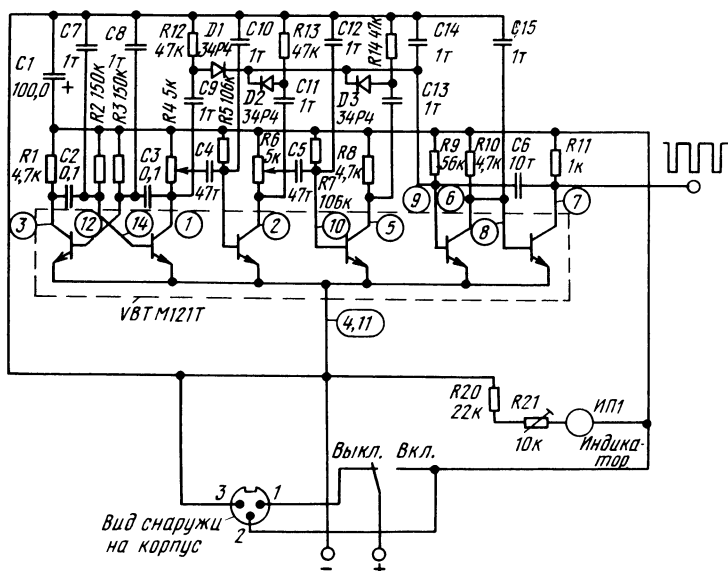 C1
100,0
+
C7
1т
C8
1т
R2 150к
R3 150к
R12
47к
R4 5к
D1
34P4
C9
1т
C10
1т
R5 106к
D2
34P4
R13
47к
C11
1т
C12
1т
D3
34P4
R14 47к
C14
1т
C13
1т
C15
1т
R1
4,7к
C2
0,1
C3
0,1
C4
47т
R6
5к
C5
47т
R7
106к
R8
4,7к
R9
56к
R10
4,7к
C6
10т
R11
1к
3
12
14
1
2
10
5
9
6
8
7
VBT M121T
4,11
R20
22к
R21
10к
ИП1
Индика-
тор
Выкл.
Вкл.
3
1
2
Вид снаружи
на корпус
-
+